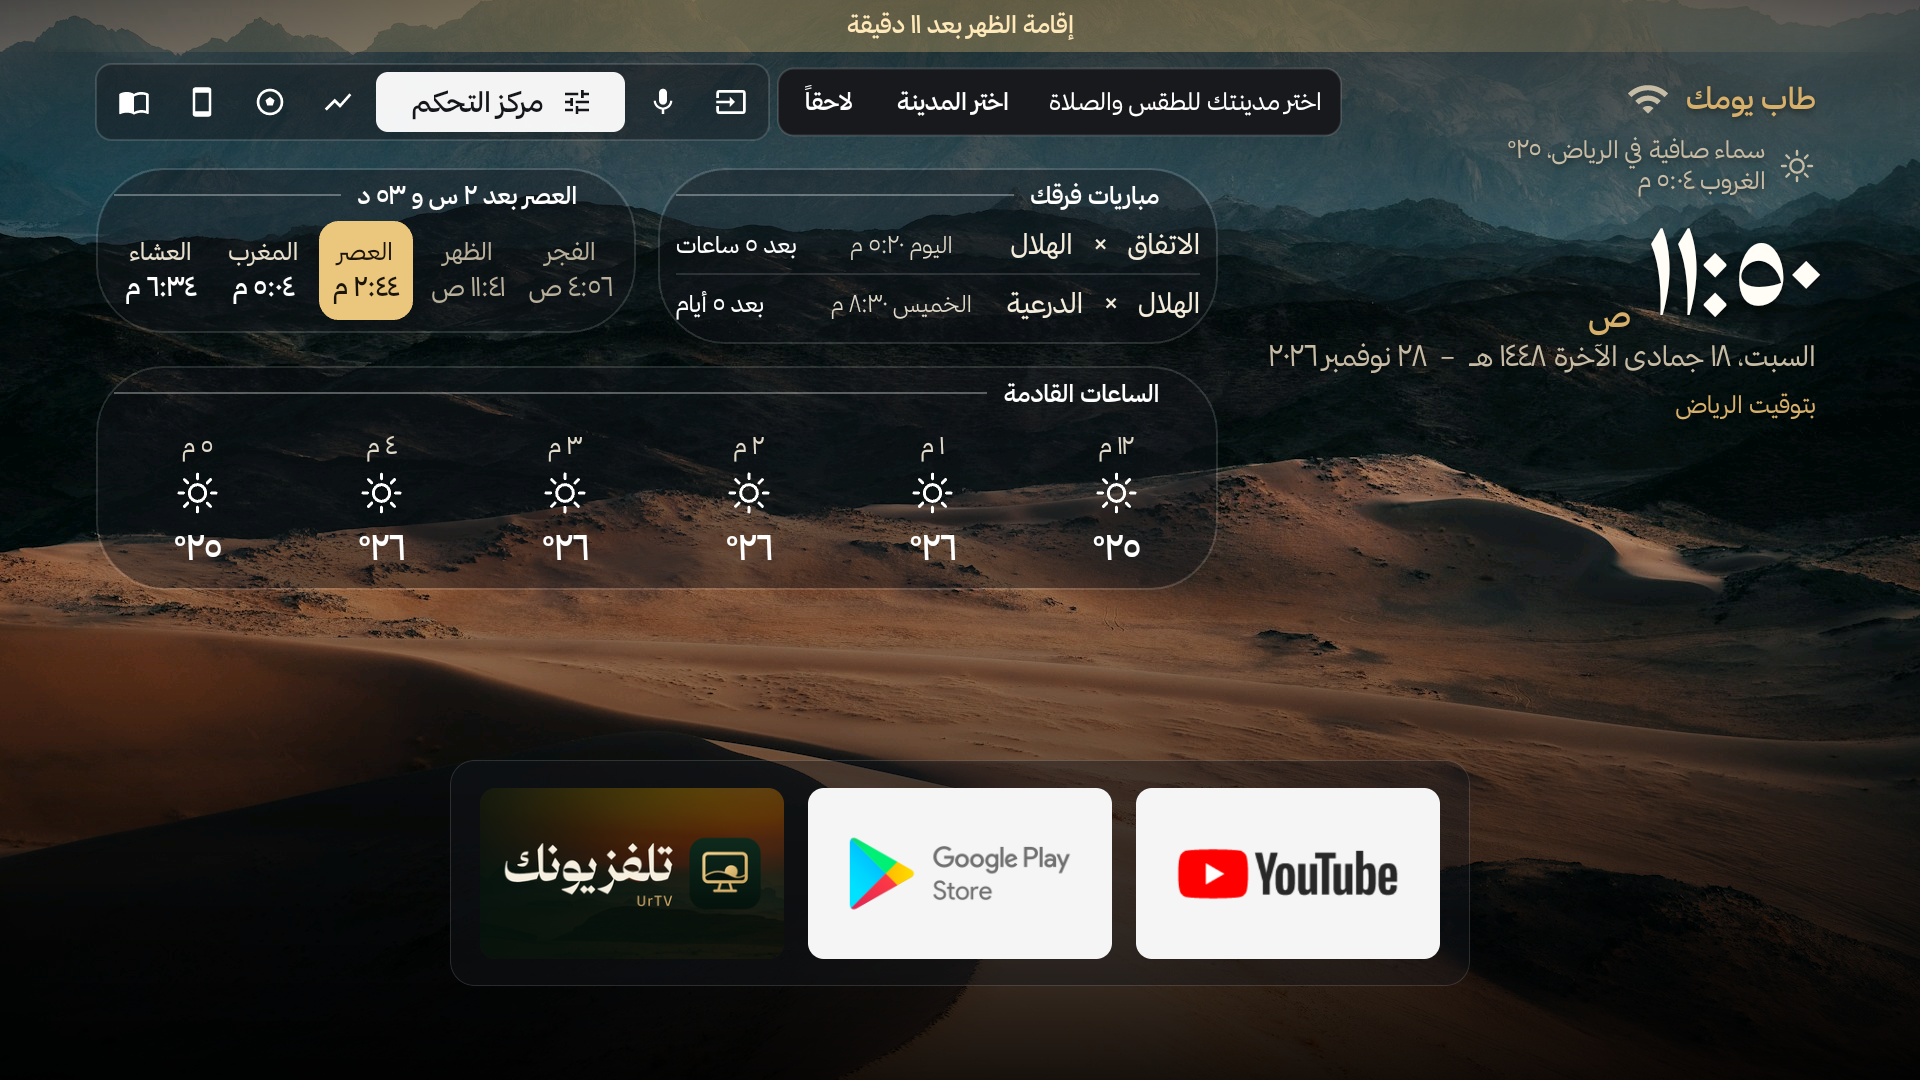 إقامة الظهر بعد ١١ دقيقة
طاب يومك
سماء صافية في الرياض، ٢٥°
الغروب ٥:٠٤ م
١١:٥٠ ص
السبت، ١٨ جمادى الآخرة ١٤٤٨ هـ – ٢٨ نوفمبر ٢٠٢٦
بتوقيت الرياض
اختر مدينتك للطقس والصلاة اختر المدينة لاحقاً
مركز التحكم
مباريات فرقك
الاتفاق × الهلال اليوم ٥:٢٠ م بعد ٥ ساعات
الهلال × الدرعية الخميس ٨:٣٠ م بعد ٥ أيام
العصر بعد ٢ س و ٥٣ د
الفجر الظهر العصر المغرب العشاء
٤:٥٦ ص ١١:٤١ ص ٢:٤٤ م ٥:٠٤ م ٦:٣٤ م
الساعات القادمة
١٢ م ١ م ٢ م ٣ م ٤ م ٥ م
٢٥° ٢٦° ٢٦° ٢٦° ٢٦° ٢٥°
YouTube
Google Play
Store
تلفزيونك
UrTV